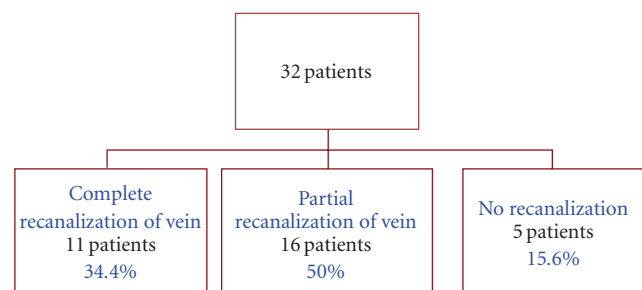 32 patients
Complete
recanalization of vein
11 patients
34.4%
Partial
recanalization of vein
16 patients
50%
No recanalization
5 patients
15.6%